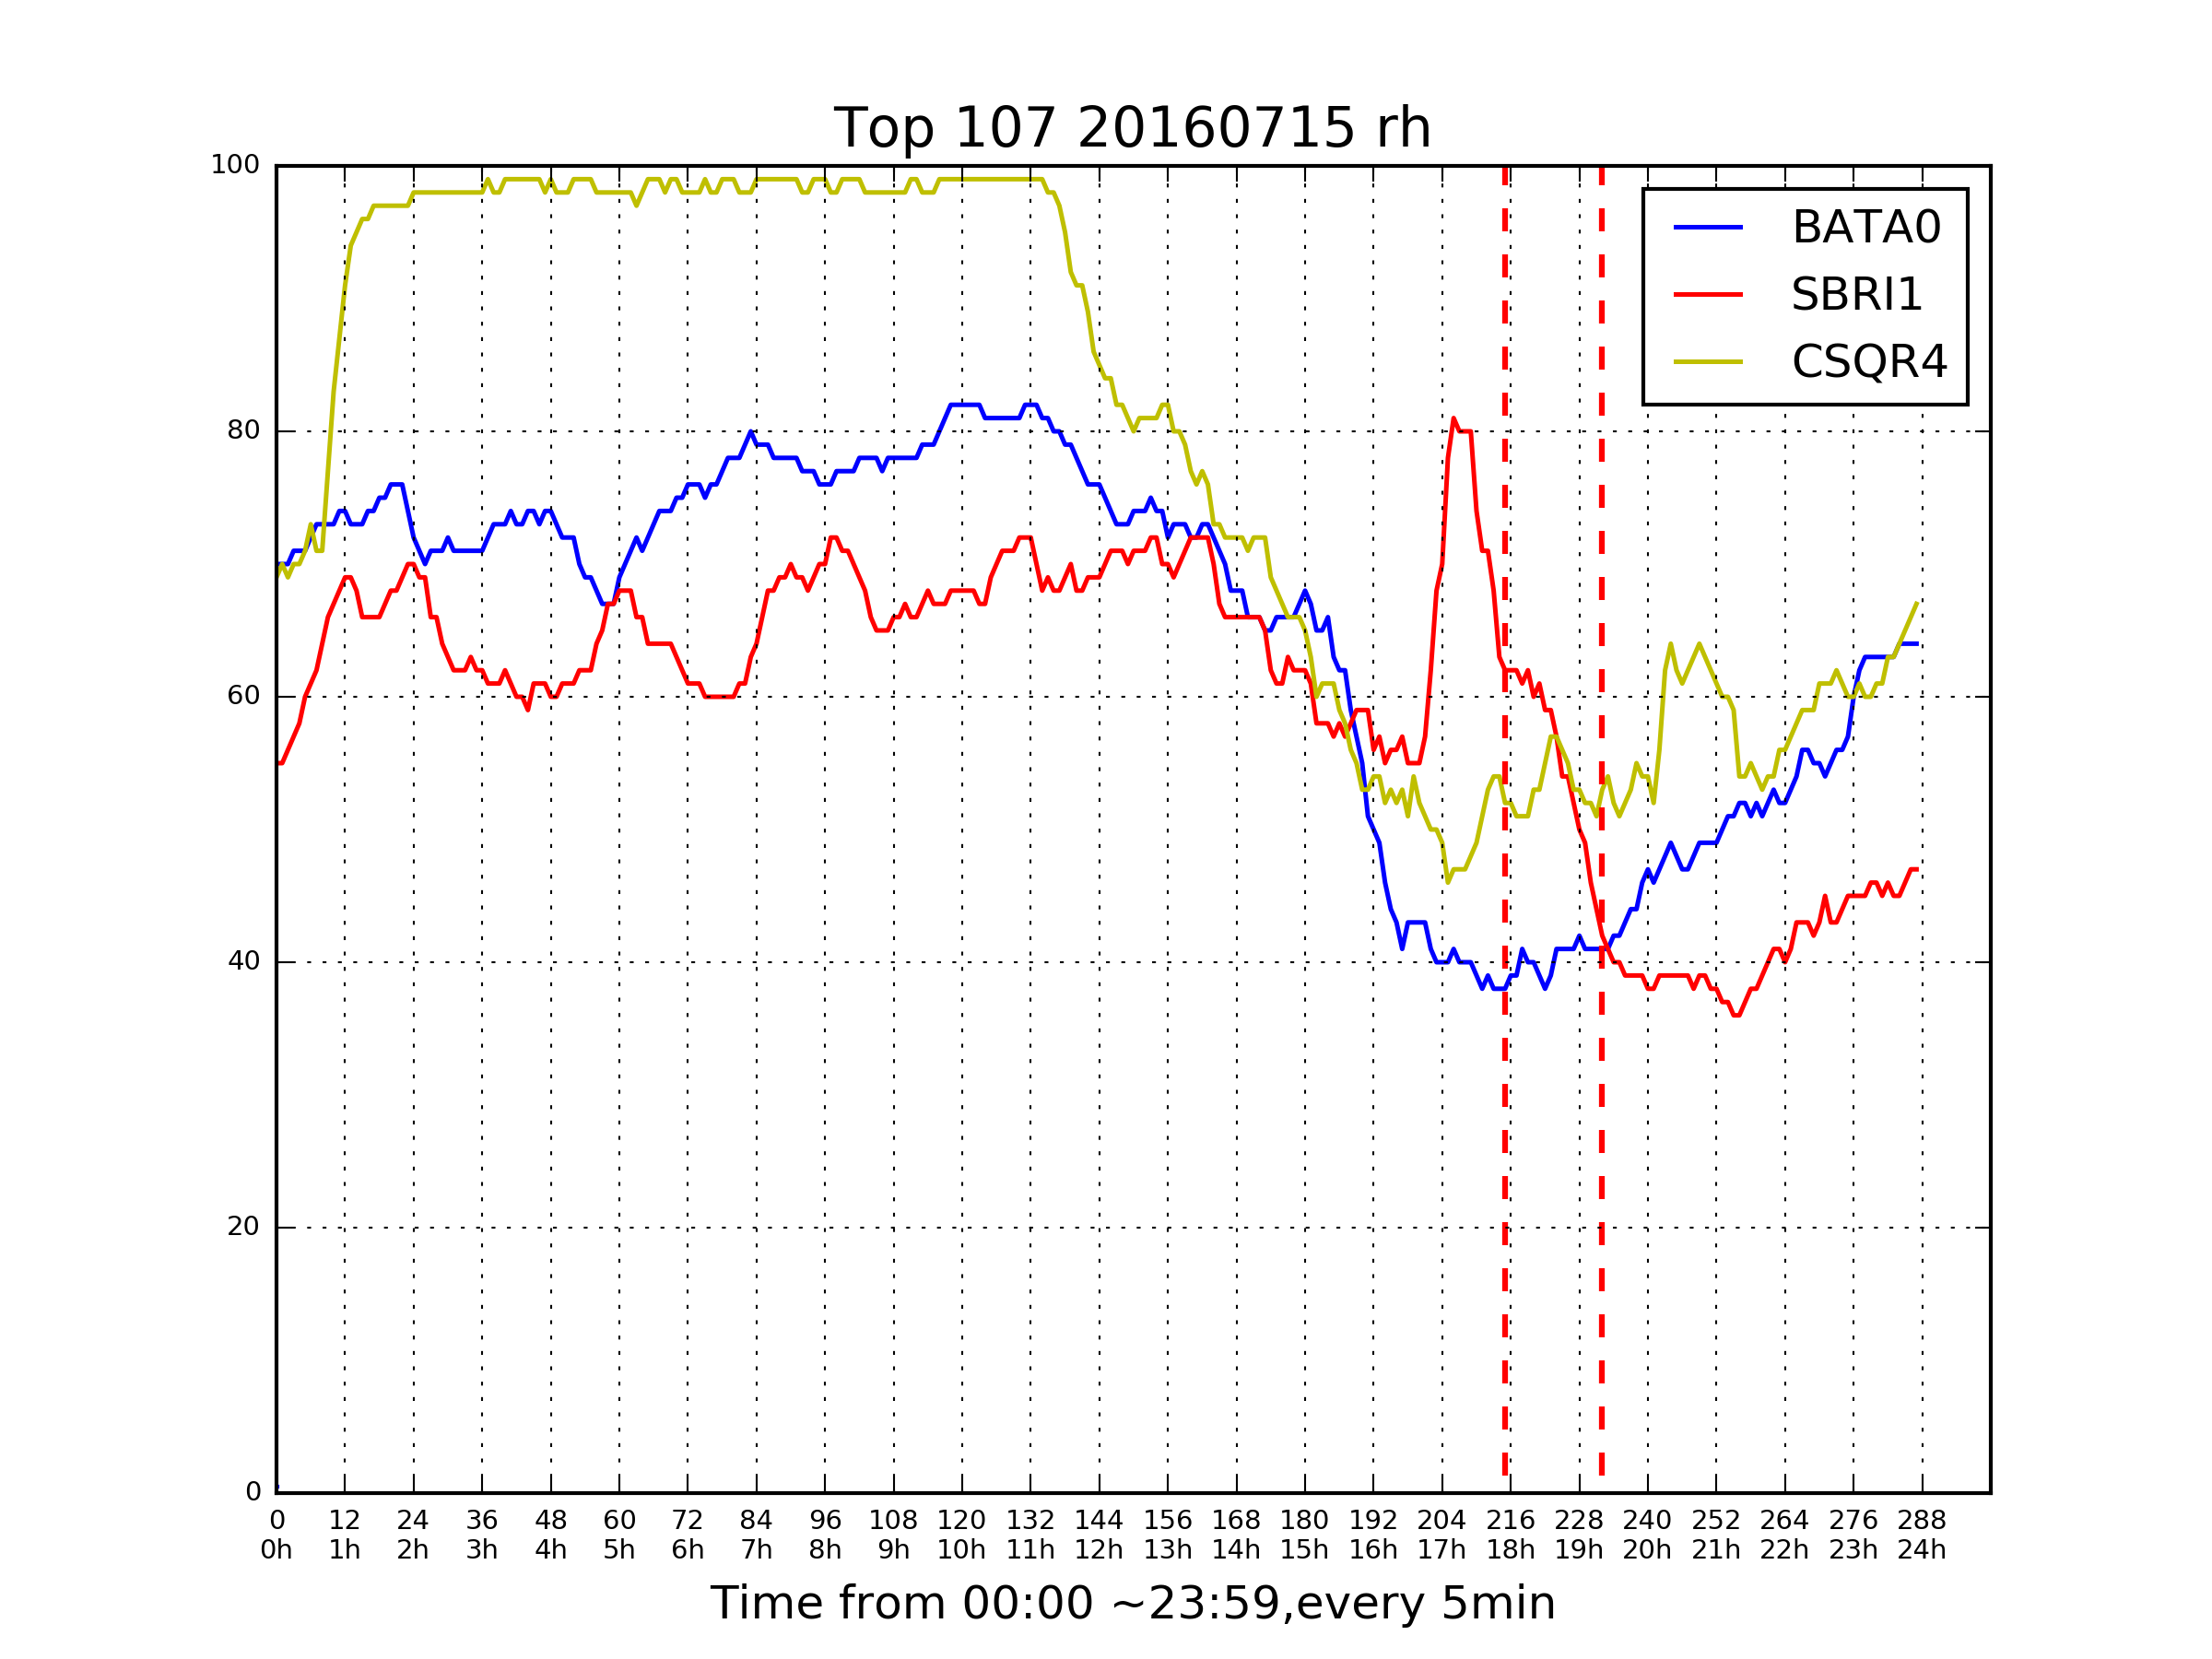 Top 107 20160715 rh
100
80
60
40
20
0
BATA0
SBRI1
CSQR4
0 12 24 36 48 60 72 84 96 108 120 132 144 156 168 180 192 204 216 228 240 252 264 276 288
0h 1h 2h 3h 4h 5h 6h 7h 8h 9h 10h 11h 12h 13h 14h 15h 16h 17h 18h 19h 20h 21h 22h 23h 24h
Time from 00:00 ~23:59,every 5min